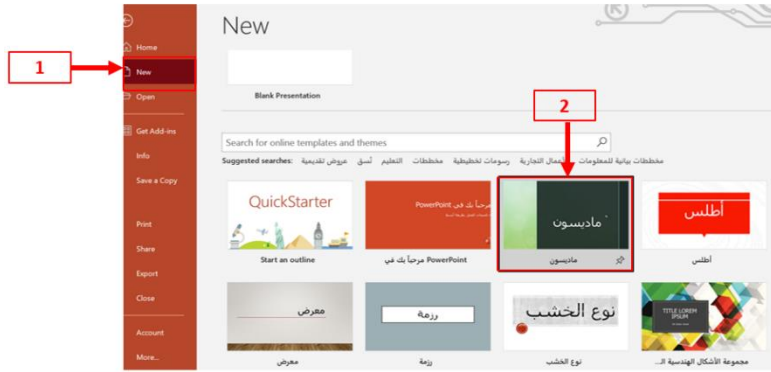 New
Home
1
New
Blank Presentation
Open
2
Get Add-ins
Search for online templates and themes
Info
Suggested searches: عروض تقديمية نُسق التعليم مخططات رسومات تخطيطية الأعمال التجارية مخططات بيانية للمعلومات
Save a Copy
QuickStarter
مرحباً بك في PowerPoint
ماديسون
أطلس
Print
Start an outline
مرحباً بك في PowerPoint
ماديسون
أطلس
Share
Export
Close
معرض
رزمة
نوع الخشب
TITLE LOREM
IPSUM
Account
More...
معرض
رزمة
نوع الخشب
مجموعة الأشكال الهندسية الـ...